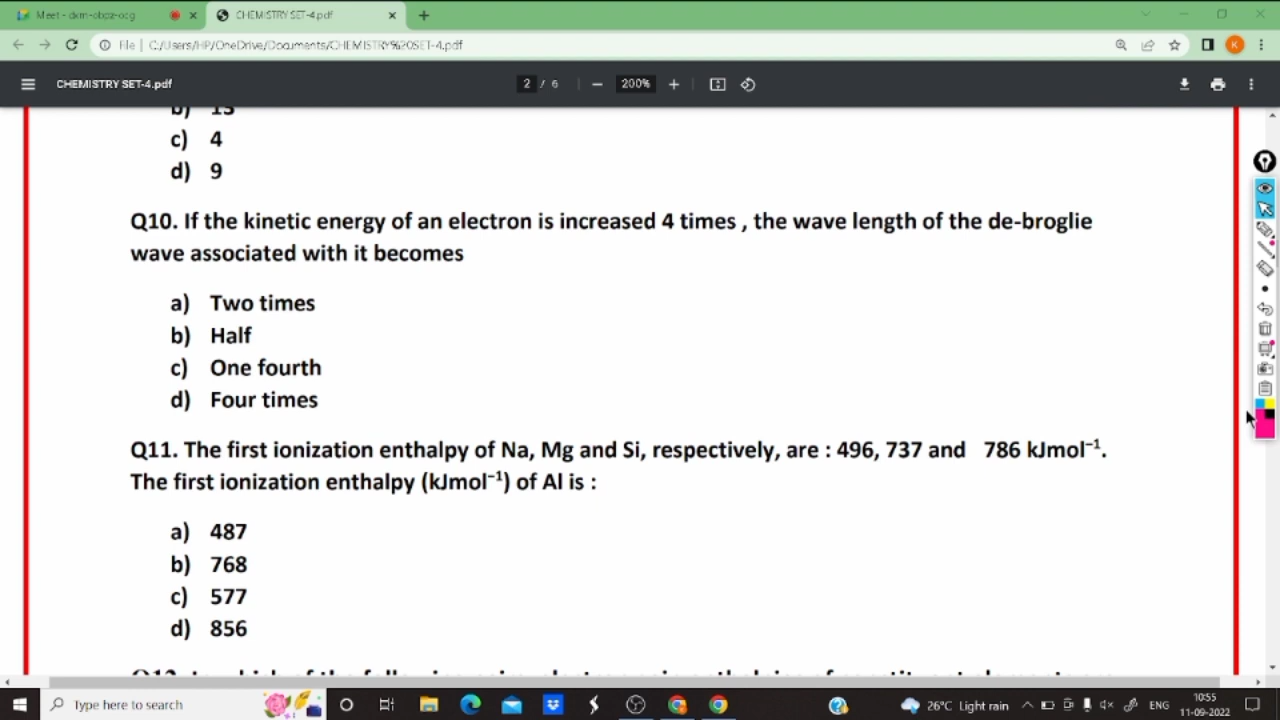 Meet - dkm-obpz-ocg
CHEMISTRY SET-4.pdf
File | C:/Users/HP/OneDrive/Documents/CHEMISTRY%20SET-4.pdf
K
CHEMISTRY SET-4.pdf
2 / 6
200%
b) 13
c) 4
d) 9
Q10. If the kinetic energy of an electron is increased 4 times , the wave length of the de-broglie
wave associated with it becomes
a) Two times
b) Half
c) One fourth
d) Four times
Q11. The first ionization enthalpy of Na, Mg and Si, respectively, are : 496, 737 and 786 kJmol⁻¹.
The first ionization enthalpy (kJmol⁻¹) of Al is :
a) 487
b) 768
c) 577
d) 856
Type here to search
26°C Light rain
ENG
10:55
11-09-2022